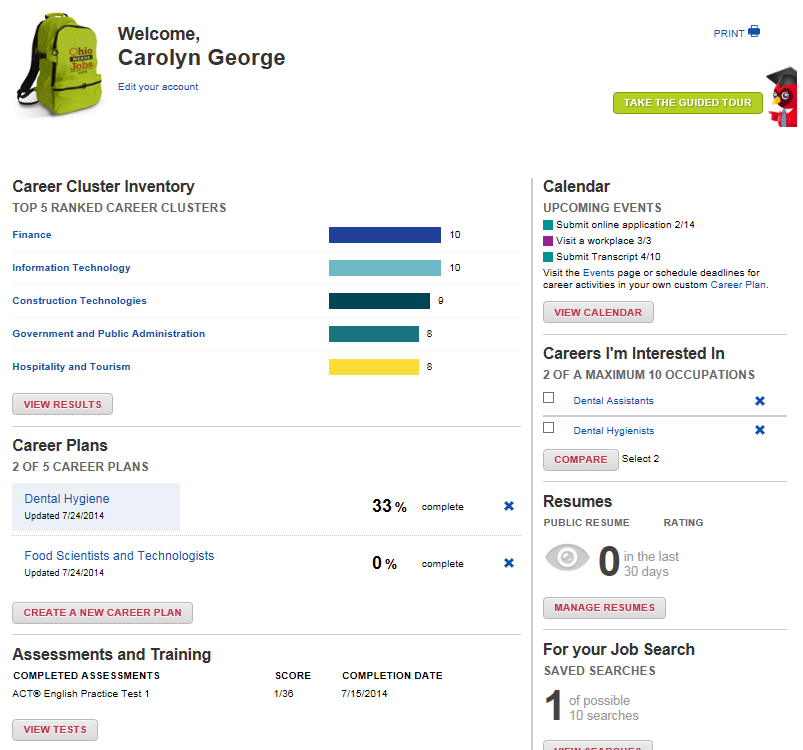 Ohio
MEANS
Jobs
Welcome,
Carolyn George
Edit your account
PRINT
TAKE THE GUIDED TOUR
Career Cluster Inventory
TOP 5 RANKED CAREER CLUSTERS
Finance 10
Information Technology 10
Construction Technologies 9
Government and Public Administration 8
Hospitality and Tourism 8
VIEW RESULTS
Career Plans
2 OF 5 CAREER PLANS
Dental Hygiene
Updated 7/24/2014
33 % complete
Food Scientists and Technologists
Updated 7/24/2014
0 % complete
CREATE A NEW CAREER PLAN
Assessments and Training
COMPLETED ASSESSMENTS SCORE COMPLETION DATE
ACT® English Practice Test 1 1/36 7/15/2014
VIEW TESTS
Calendar
UPCOMING EVENTS
Submit online application 2/14
Visit a workplace 3/3
Submit Transcript 4/10
Visit the Events page or schedule deadlines for
career activities in your own custom Career Plan.
VIEW CALENDAR
Careers I'm Interested In
2 OF A MAXIMUM 10 OCCUPATIONS
Dental Assistants
Dental Hygienists
COMPARE Select 2
Resumes
PUBLIC RESUME RATING
0 in the last
30 days
MANAGE RESUMES
For your Job Search
SAVED SEARCHES
1 of possible
10 searches
VIEW SEARCHES